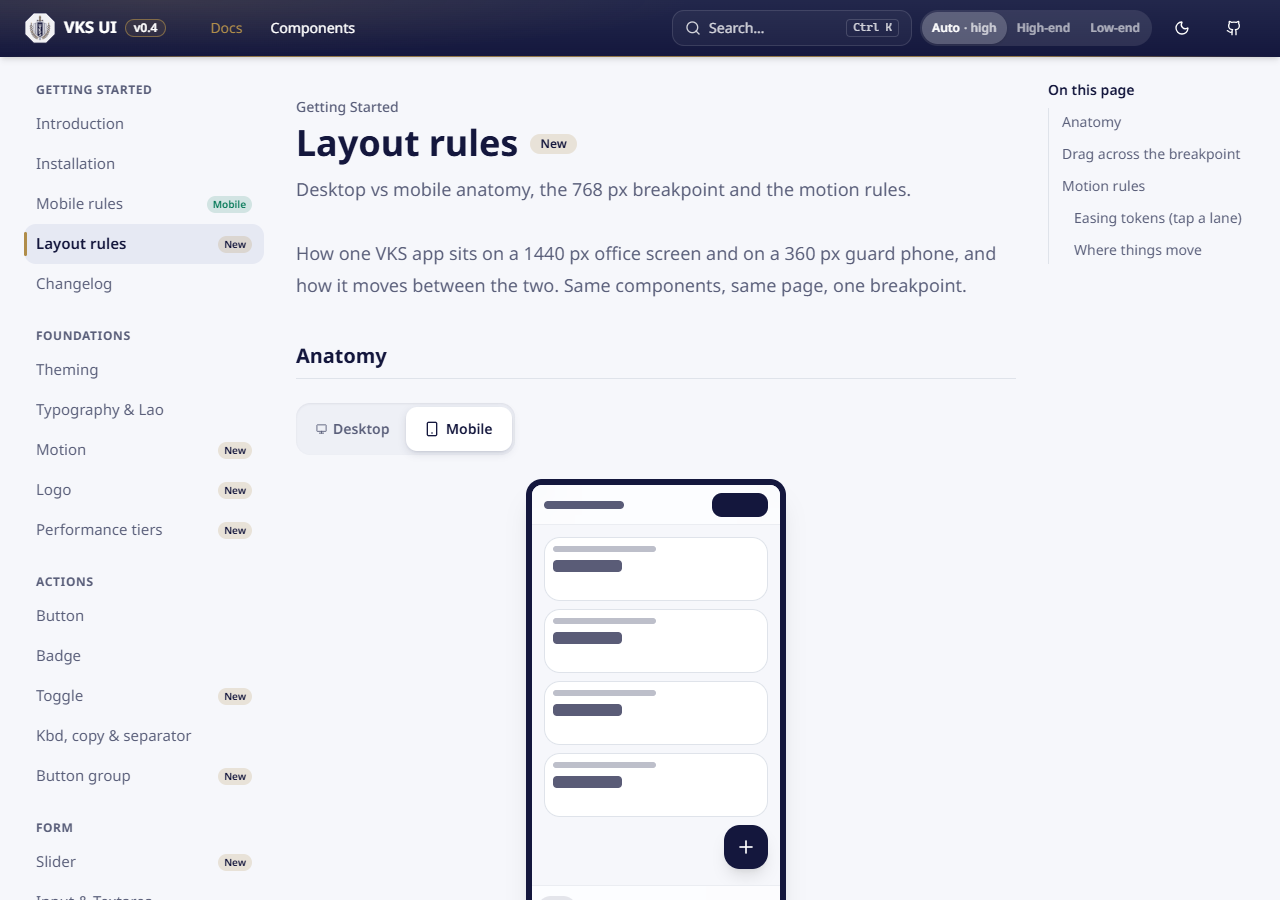 VKS UI v0.4 Docs Components Search... Ctrl K Auto · high High-end Low-end
GETTING STARTED
Introduction
Installation
Mobile rules Mobile
Layout rules New
Changelog
FOUNDATIONS
Theming
Typography & Lao
Motion New
Logo New
Performance tiers New
ACTIONS
Button
Badge
Toggle New
Kbd, copy & separator
Button group New
FORM
Slider New
Input & Textarea
Getting Started
Layout rules New
Desktop vs mobile anatomy, the 768 px breakpoint and the motion rules.
How one VKS app sits on a 1440 px office screen and on a 360 px guard phone, and
how it moves between the two. Same components, same page, one breakpoint.
Anatomy
Desktop Mobile
On this page
Anatomy
Drag across the breakpoint
Motion rules
Easing tokens (tap a lane)
Where things move